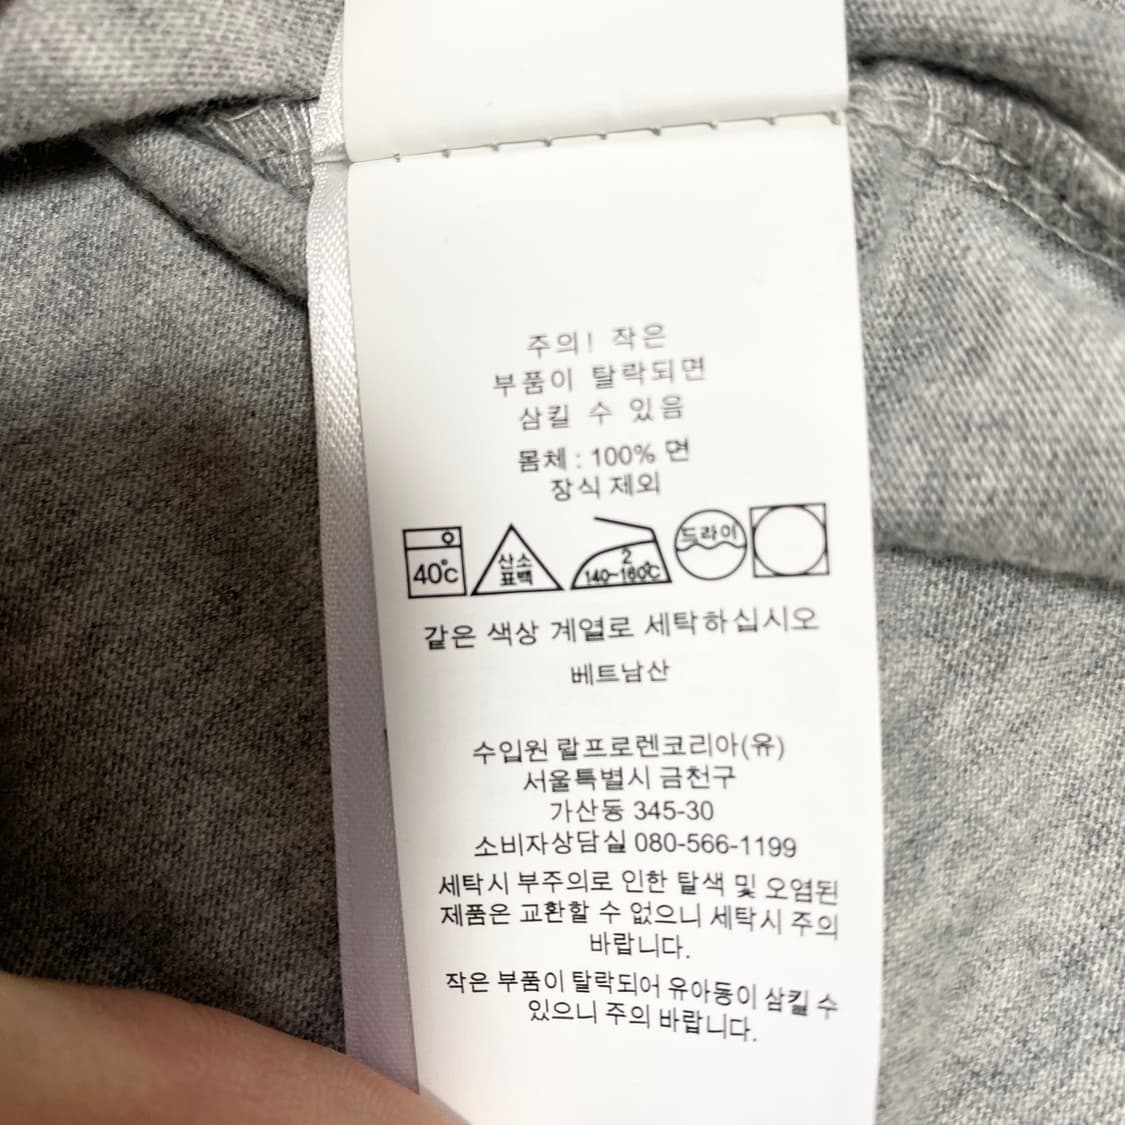 주의! 작은
부품이 탈락되면
삼킬 수 있음
몸체 : 100% 면
장식 제외
40°c
산소
표백
2
140~160°C
드라이
같은 색상 계열로 세탁하십시오
베트남산
수입원 랄프로렌코리아(유)
서울특별시 금천구
가산동 345-30
소비자상담실 080-566-1199
세탁시 부주의로 인한 탈색 및 오염된
제품은 교환할 수 없으니 세탁시 주의
바랍니다.
작은 부품이 탈락되어 유아동이 삼킬 수
있으니 주의 바랍니다.